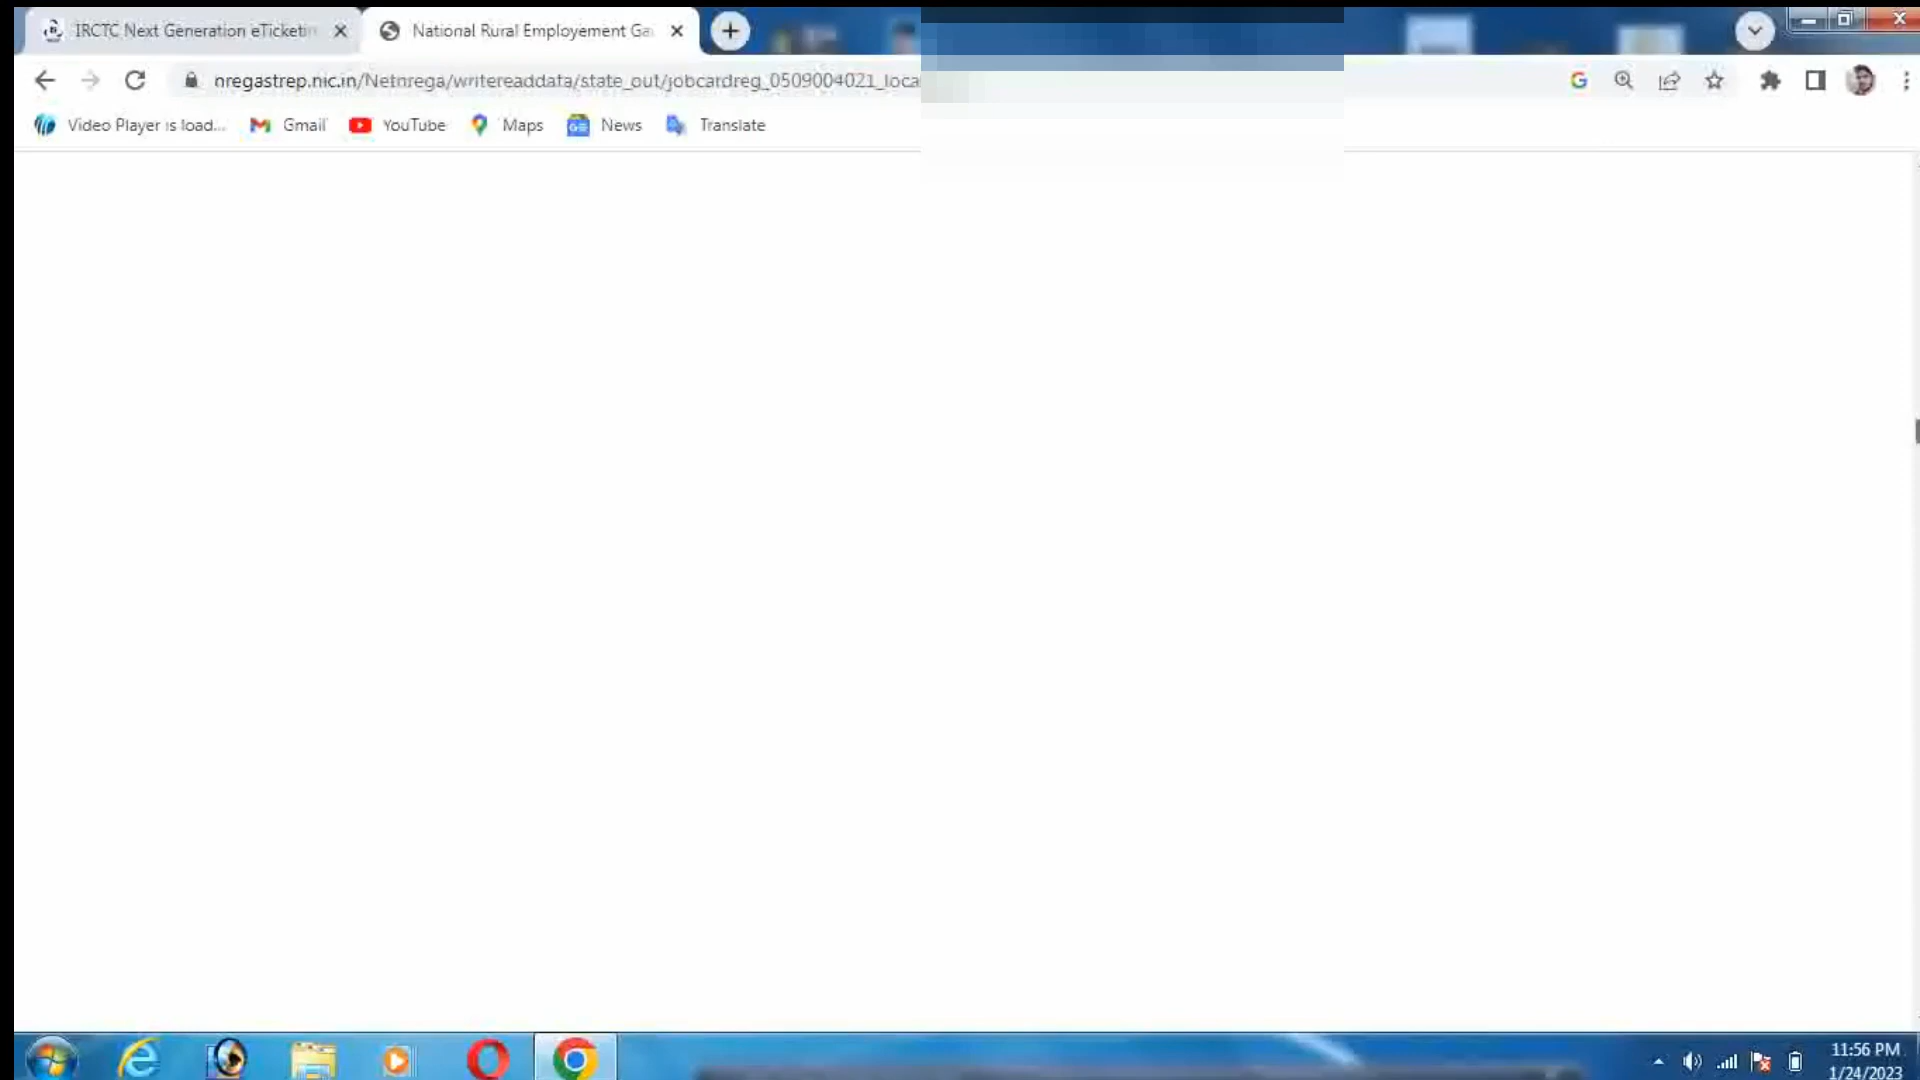 IRCTC Next Generation eTicketin
National Rural Employement Ga
nregastrep.nic.in/Netnrega/writereaddata/state_out/jobcardreg_0509004021_loca
Video Player is load... Gmail YouTube Maps News Translate
11:56 PM
1/24/2023